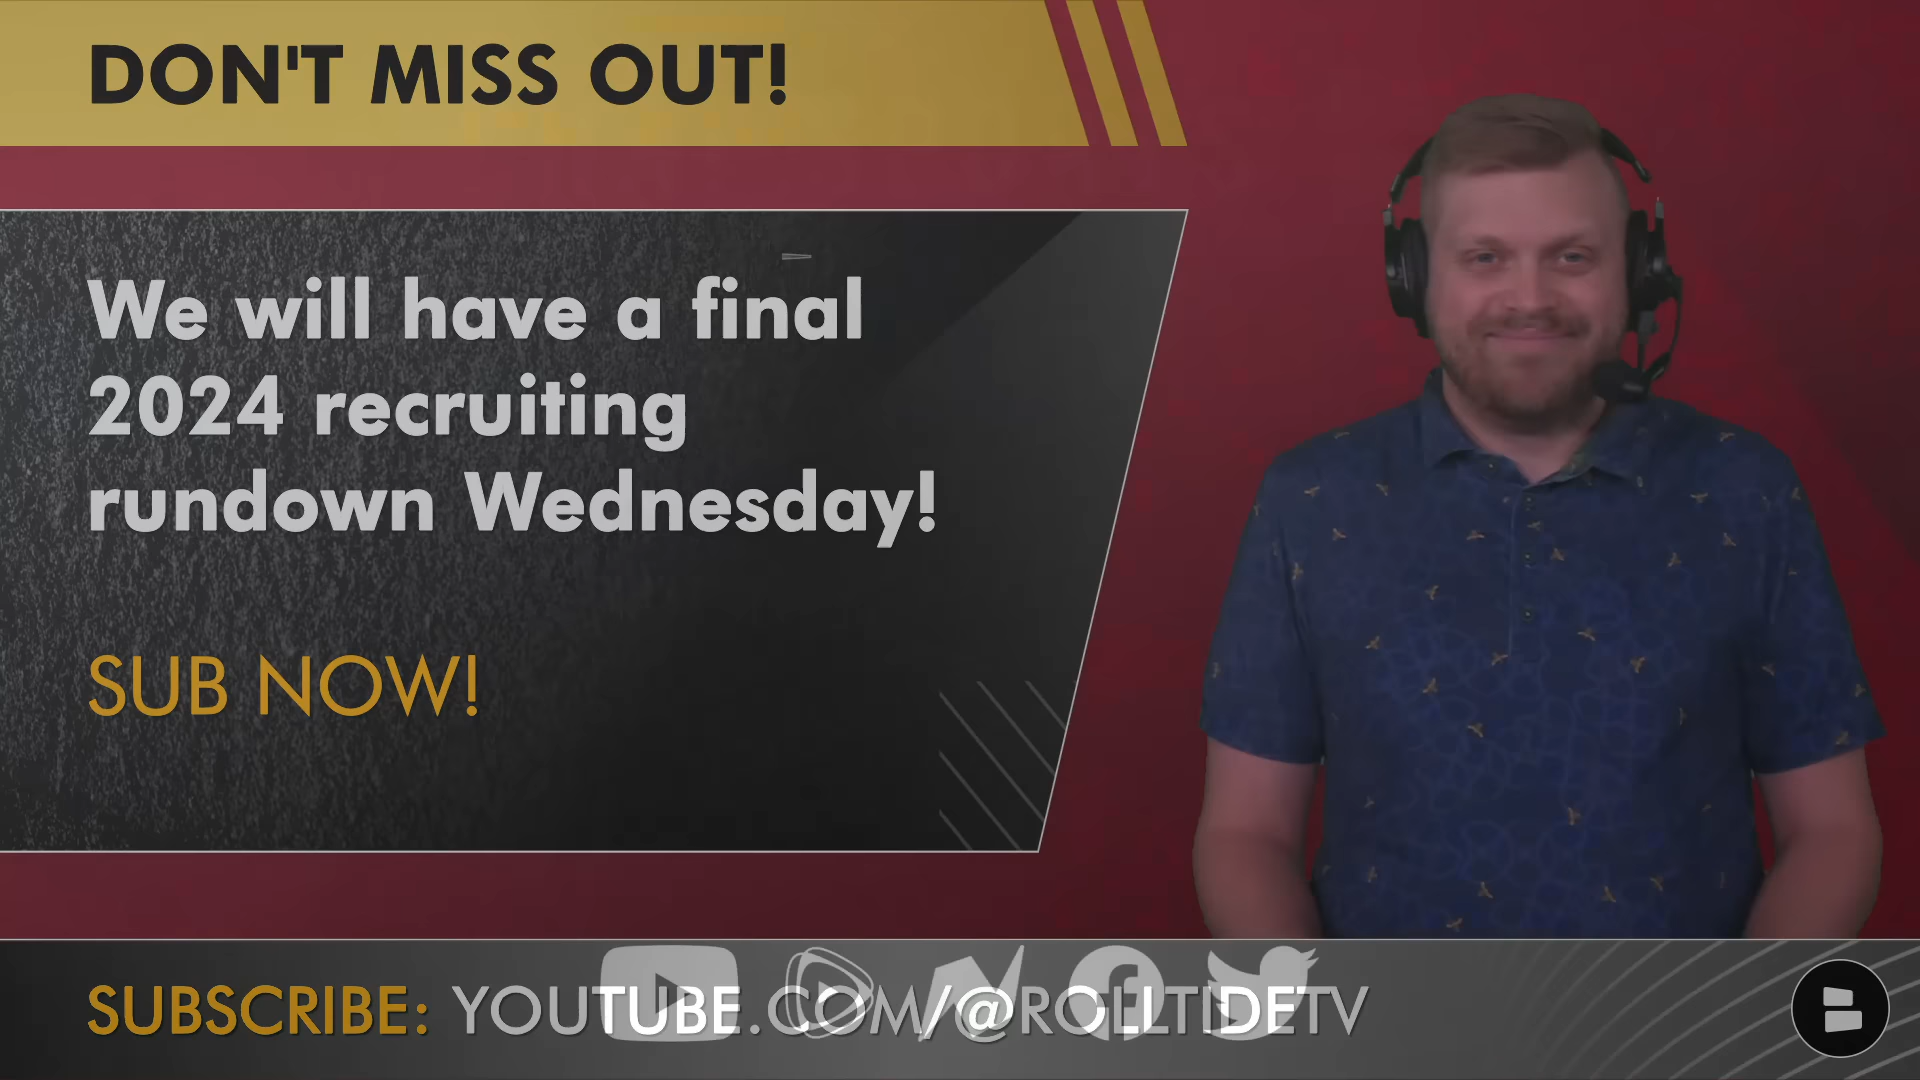 DON'T MISS OUT!
We will have a final
2024 recruiting
rundown Wednesday!
SUB NOW!
SUBSCRIBE: YOUTUBE.COM/@ROLLTIDETV